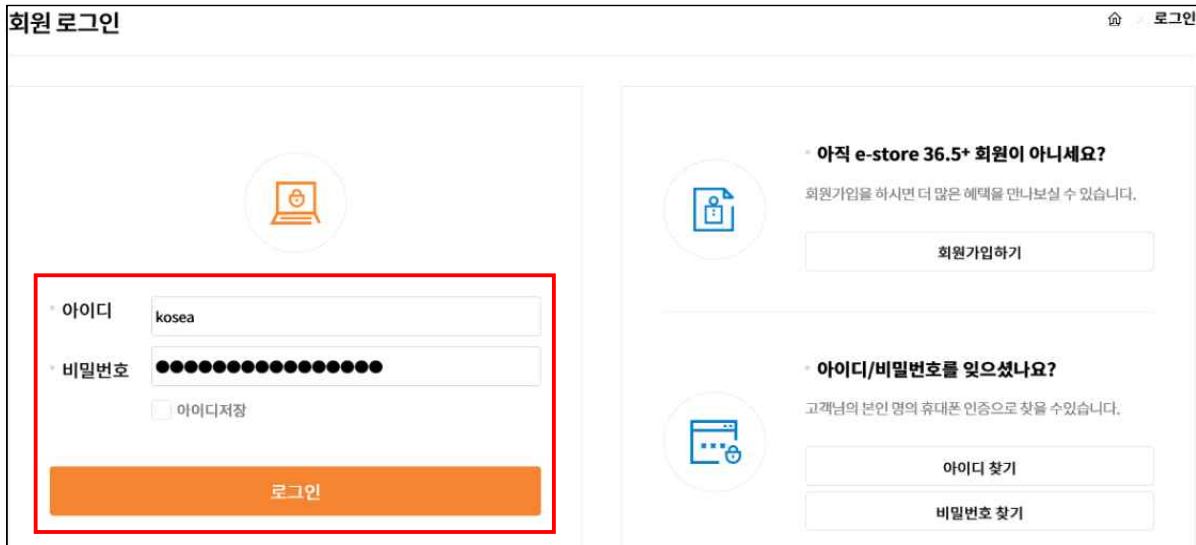 회원 로그인
로그인
아이디
kosea
비밀번호
●●●●●●●●●●●●●●●●
아이디저장
로그인
아직 e-store 36.5+ 회원이 아니세요?
회원가입을 하시면 더 많은 혜택을 만나보실 수 있습니다.
회원가입하기
아이디/비밀번호를 잊으셨나요?
고객님의 본인 명의 휴대폰 인증으로 찾을 수있습니다.
아이디 찾기
비밀번호 찾기